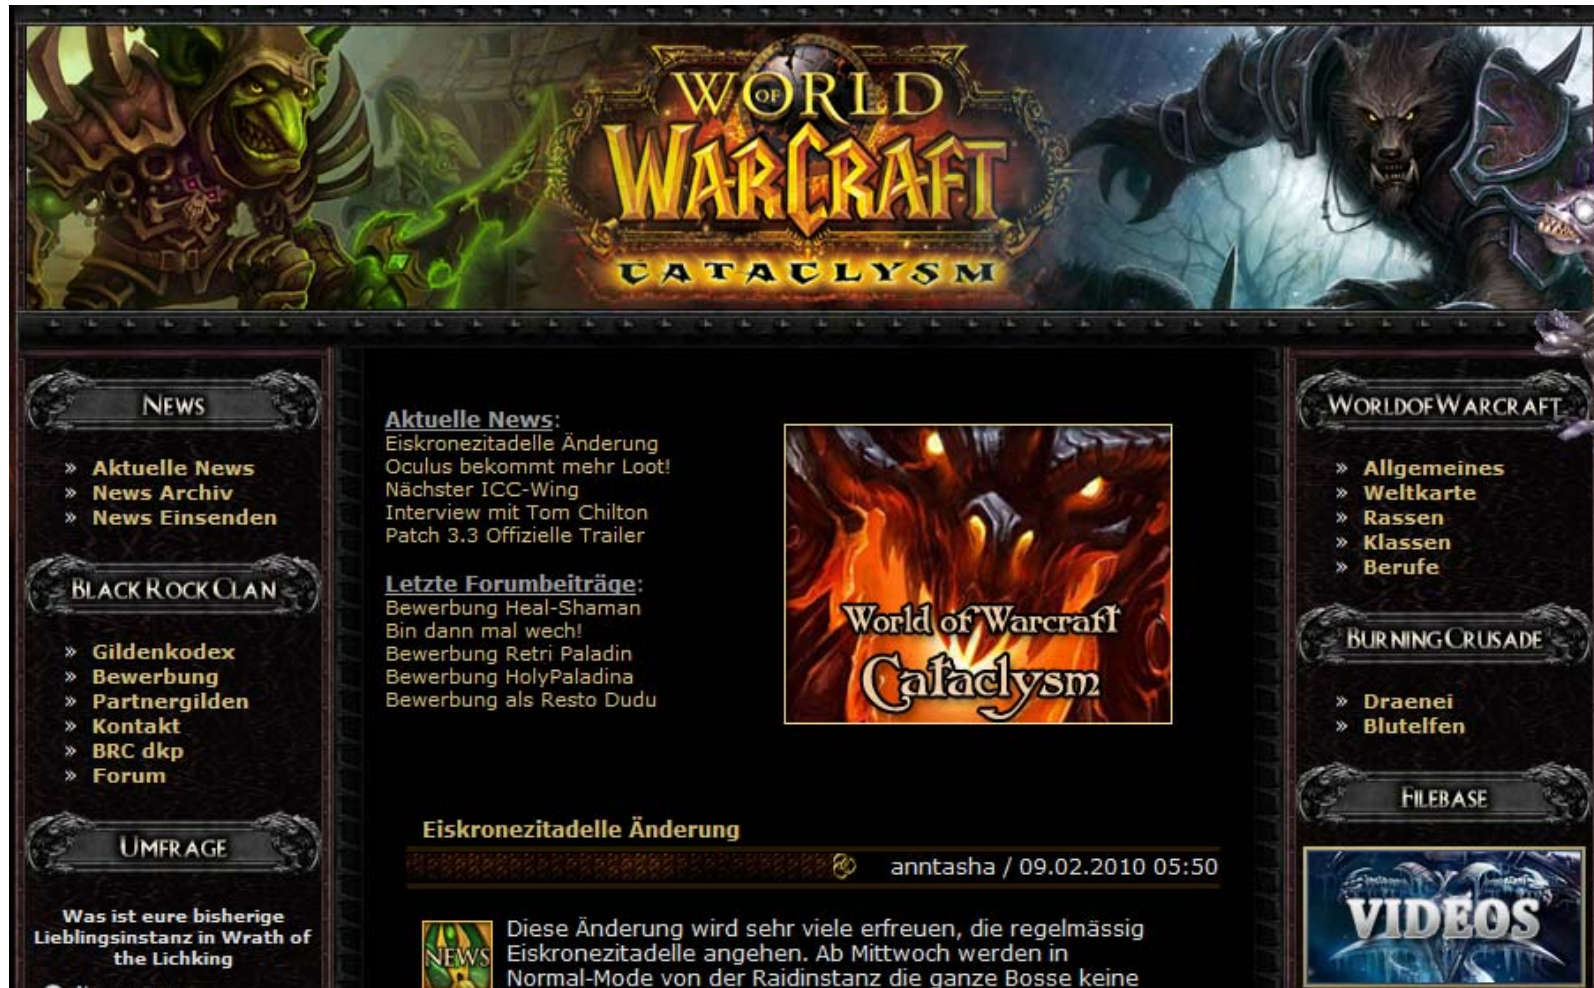 WORLD OF
WARCRAFT
CATACLYSM
NEWS
» Aktuelle News
» News Archiv
» News Einsenden
BLACK ROCK CLAN
» Gildenkodex
» Bewerbung
» Partnergilden
» Kontakt
» BRC dkp
» Forum
UMFRAGE
Was ist eure bisherige
Lieblingsinstanz in Wrath of
the Lichking
Aktuelle News:
Eiskronezitadelle Änderung
Oculus bekommt mehr Loot!
Nächster ICC-Wing
Interview mit Tom Chilton
Patch 3.3 Offizielle Trailer
Letzte Forumbeiträge:
Bewerbung Heal-Shaman
Bin dann mal wech!
Bewerbung Retri Paladin
Bewerbung HolyPaladina
Bewerbung als Resto Dudu
World of Warcraft
Cataclysm
Eiskronezitadelle Änderung
anntasha / 09.02.2010 05:50
NEWS
Diese Änderung wird sehr viele erfreuen, die regelmässig
Eiskronezitadelle angehen. Ab Mittwoch werden in
Normal-Mode von der Raidinstanz die ganze Bosse keine
WORLDOFWARCRAFT
» Allgemeines
» Weltkarte
» Rassen
» Klassen
» Berufe
BURNING CRUSADE
» Draenei
» Blutelfen
FILEBASE
VIDEOS